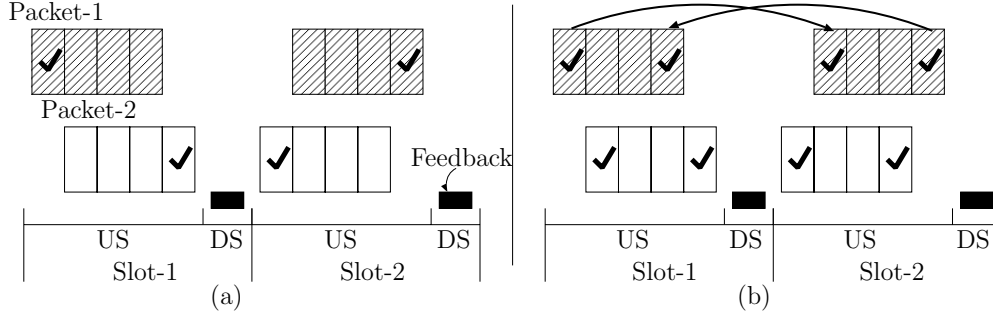 Packet-1
Packet-2
Feedback
US DS US DS US DS US DS
Slot-1 Slot-2 Slot-1 Slot-2
(a) (b)